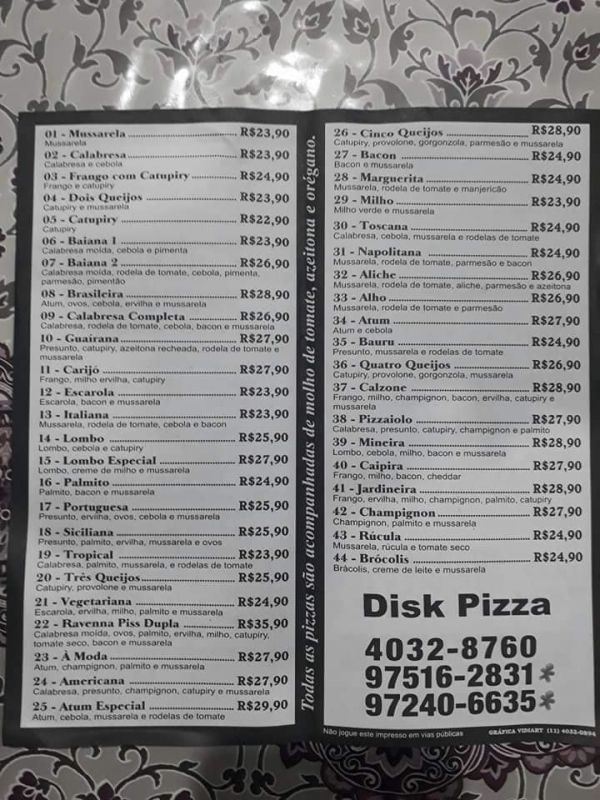 01 - Mussarela ........ R$23,90
Mussarela
02 - Calabresa ........ R$23,90
Calabresa e cebola
03 - Frango com Catupiry ........ R$24,90
Frango e catupiry
04 - Dois Queijos ........ R$23,90
Catupiry e mussarela
05 - Catupiry ........ R$22,90
Catupiry
06 - Baiana 1 ........ R$23,90
Calabresa moída, cebola e pimenta
07 - Baiana 2 ........ R$26,90
Calabresa moída, rodela de tomate, cebola, pimenta,
parmesão, pimentão
08 - Brasileira ........ R$28,90
Atum, ovos, cebola, ervilha e mussarela
09 - Calabresa Completa ........ R$26,90
Calabresa, rodela de tomate, cebola, bacon e mussarela
10 - Guairana ........ R$27,90
Presunto, catupiry, azeitona recheada, rodela de tomate e
mussarela
11 - Carijó ........ R$27,90
Frango, milho ervilha, catupiry
12 - Escarola ........ R$23,90
Escarola, bacon e mussarela
13 - Italiana ........ R$23,90
Mussarela, rodela de tomate, cebola e bacon
14 - Lombo ........ R$25,90
Lombo, cebola e catupiry
15 - Lombo Especial ........ R$27,90
Lombo, creme de milho e mussarela
16 - Palmito ........ R$24,90
Palmito, bacon e mussarela
17 - Portuguesa ........ R$25,90
Presunto, ervilha, ovos, cebola e mussarela
18 - Siciliana ........ R$25,90
Presunto, palmito, ervilha, mussarela e ovos
19 - Tropical ........ R$23,90
Calabresa, palmito, mussarela, e rodelas de tomate
20 - Três Queijos ........ R$25,90
Catupiry, provolone e mussarela
21 - Vegetariana ........ R$24,90
Escarola, ervilha, milho, palmito e mussarela
22 - Ravenna Piss Dupla ........ R$35,90
Calabresa moída, ovos, palmito, ervilha, milho, catupiry,
tomate seco, bacon e mussarela
23 - À Moda ........ R$27,90
Atum, champignon, palmito e mussarela
24 - Americana ........ R$27,90
Calabresa, presunto, champignon, catupiry e mussarela
25 - Atum Especial ........ R$29,90
Atum, cebola, mussarela e rodelas de tomate
Todas as pizzas são acompanhadas de molho de tomate, azeitona e orégano.
26 - Cinco Queijos ........ R$28,90
Catupiry, provolone, gorgonzola, parmesão e mussarela
27 - Bacon ........ R$24,90
Bacon e mussarela
28 - Marguerita ........ R$24,90
Mussarela, rodela de tomate e manjericão
29 - Milho ........ R$23,90
Milho verde e mussarela
30 - Toscana ........ R$24,90
Calabresa, cebola, mussarela e rodelas de tomate
31 - Napolitana ........ R$24,90
Mussarela, rodela de tomate, parmesão e bacon
32 - Aliche ........ R$26,90
Mussarela, rodela de tomate, aliche, parmesão e azeitona
33 - Alho ........ R$26,90
Mussarela, rodela de tomate e parmesão
34 - Atum ........ R$27,90
Atum e cebola
35 - Bauru ........ R$24,90
Presunto, mussarela e rodelas de tomate
36 - Quatro Queijos ........ R$26,90
Catupiry, provolone, gorgonzola, mussarela
37 - Calzone ........ R$28,90
Frango, milho, champignon, bacon, ervilha, catupiry e
mussarela
38 - Pizzaiolo ........ R$27,90
Calabresa, presunto, catupiry, champignon e palmito
39 - Mineira ........ R$28,90
Lombo, cebola, milho, bacon e mussarela
40 - Caipira ........ R$27,90
Frango, milho, bacon, cheddar
41 - Jardineira ........ R$28,90
Frango, ervilha, milho, champignon, palmito, catupiry
42 - Champignon ........ R$27,90
Champignon, palmito e mussarela
43 - Rúcula ........ R$24,90
Mussarela, rúcula e tomate seco
44 - Brócolis ........ R$24,90
Brócolis, creme de leite e mussarela
Disk Pizza
4032-8760
97516-2831
97240-6635
Não jogue este impresso em vias públicas
GRÁFICA VIMART (11) 4032-0894